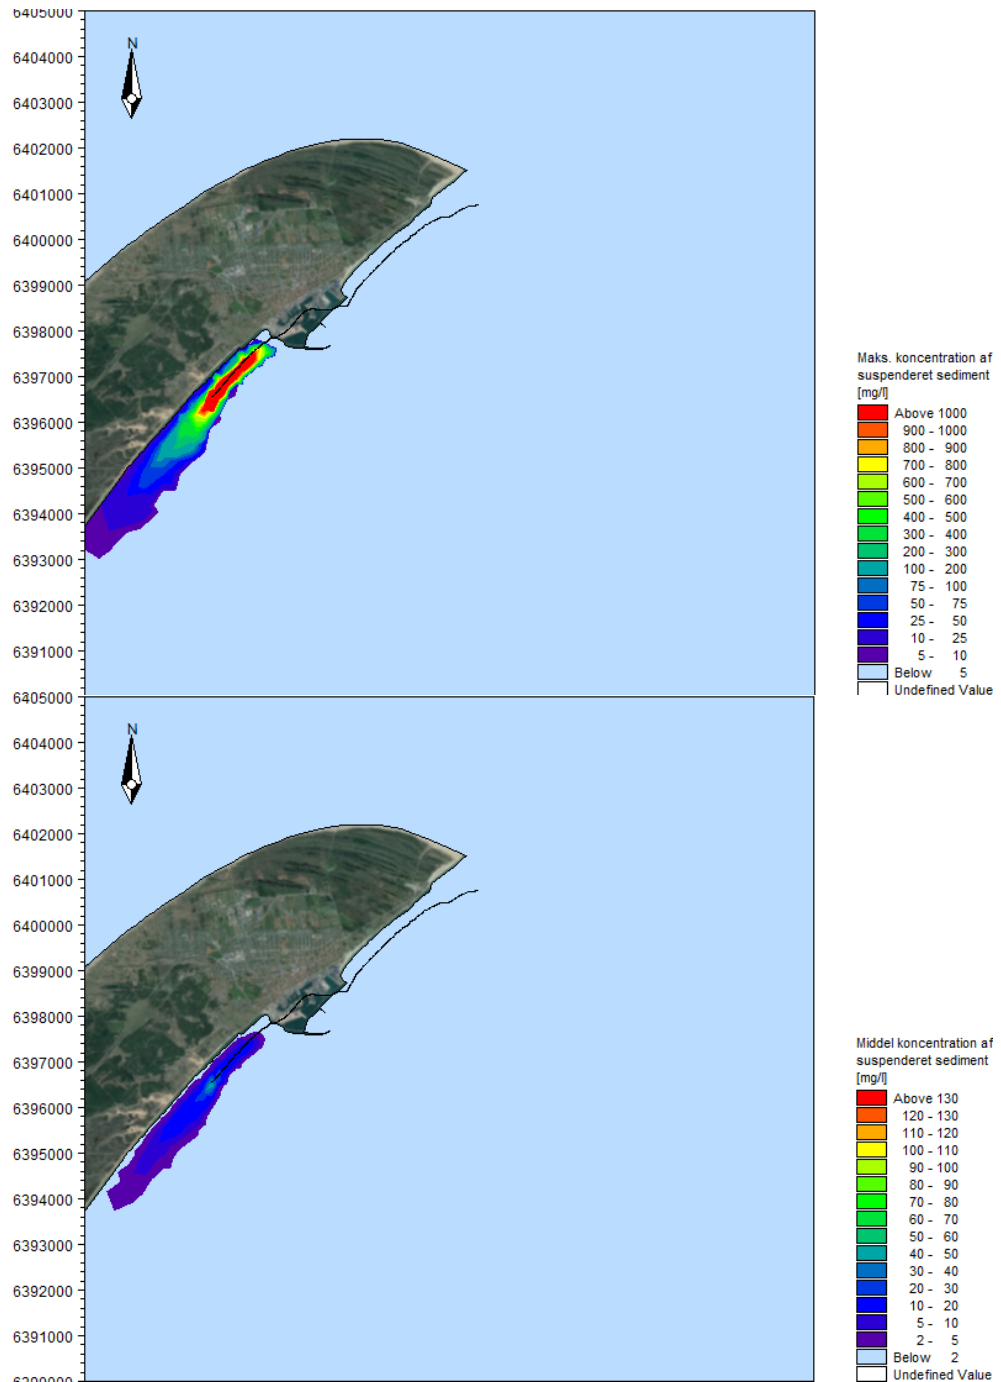 6405000
6404000
6403000
6402000
6401000
6400000
6399000
6398000
6397000
6396000
6395000
6394000
6393000
6392000
6391000
N
Maks. koncentration af
suspenderet sediment
[mg/l]
Above 1000
900 - 1000
800 - 900
700 - 800
600 - 700
500 - 600
400 - 500
300 - 400
200 - 300
100 - 200
75 - 100
50 - 75
25 - 50
10 - 25
5 - 10
Below 5
Undefined Value
6405000
6404000
6403000
6402000
6401000
6400000
6399000
6398000
6397000
6396000
6395000
6394000
6393000
6392000
6391000
6390000
N
Middel koncentration af
suspenderet sediment
[mg/l]
Above 130
120 - 130
110 - 120
100 - 110
90 - 100
80 - 90
70 - 80
60 - 70
50 - 60
40 - 50
30 - 40
20 - 30
10 - 20
5 - 10
2 - 5
Below 2
Undefined Value